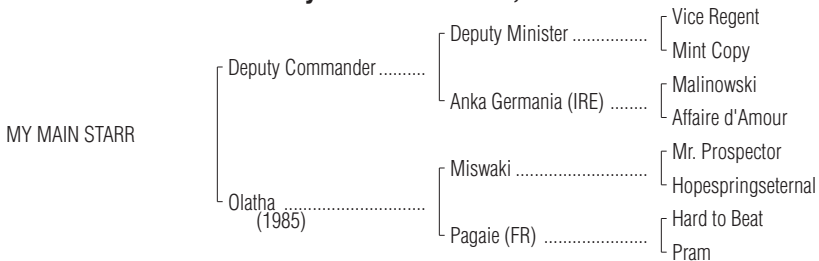 Vice Regent
Deputy Minister ................
Mint Copy
Deputy Commander ..........
Malinowski
Anka Germania (IRE) ........
Affaire d'Amour
MY MAIN STARR
Mr. Prospector
Miswaki ............................
Hopespringseternal
Olatha ..............................
(1985)
Hard to Beat
Pagaie (FR) ......................
Pram